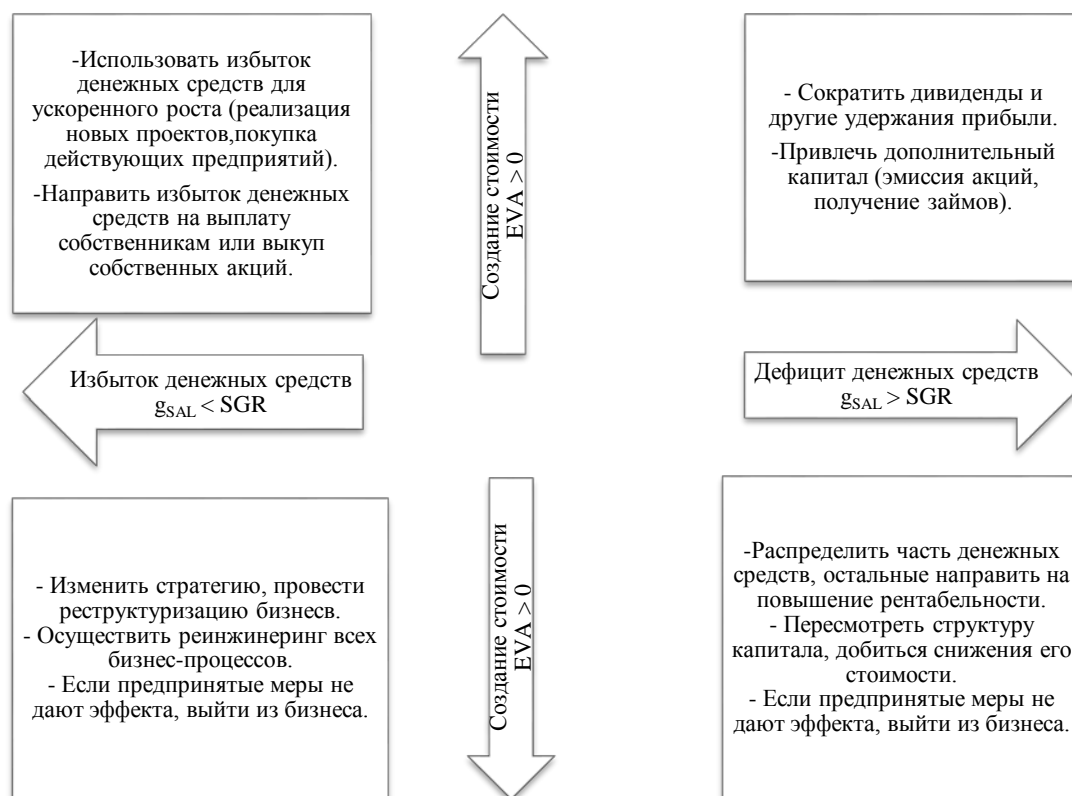 -Использовать избыток
денежных средств для
ускоренного роста (реализация
новых проектов,покупка
действующих предприятий).
-Направить избыток денежных
средств на выплату
собственникам или выкуп
собственных акций.
Создание стоимости
EVA > 0
- Сократить дивиденды и
другие удержания прибыли.
-Привлечь дополнительный
капитал (эмиссия акций,
получение займов).
Избыток денежных средств
gSAL < SGR
Дефицит денежных средств
gSAL > SGR
- Изменить стратегию, провести
реструктуризацию бизнесв.
- Осуществить реинжинеринг всех
бизнес-процессов.
- Если предпринятые меры не
дают эффекта, выйти из бизнеса.
Создание стоимости
EVA > 0
-Распределить часть денежных
средств, остальные направить на
повышение рентабельности.
- Пересмотреть структуру
капитала, добиться снижения его
стоимости.
- Если предпринятые меры не
дают эффекта, выйти из бизнеса.